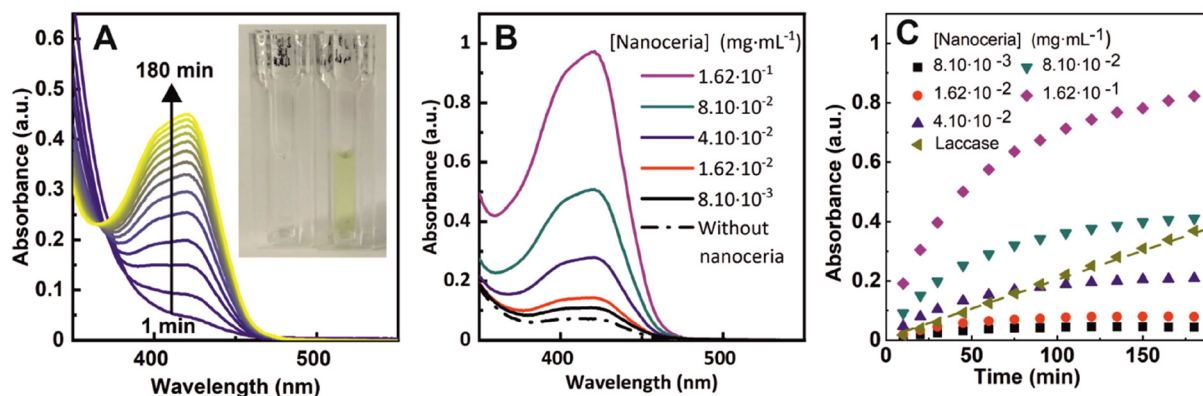 A
180 min
1 min
0.6
0.5
0.4
0.3
0.2
0.1
0
400
500
Absorbance (a.u.)
Wavelength (nm)
B
[Nanoceria] (mg·mL⁻¹)
1.62·10⁻¹
8.10·10⁻²
4.10·10⁻²
1.62·10⁻²
8.10·10⁻³
Without
nanoceria
1
0.8
0.6
0.4
0.2
0
400
500
Absorbance (a.u.)
Wavelength (nm)
C
[Nanoceria] (mg·mL⁻¹)
8.10·10⁻³ 8.10·10⁻²
1.62·10⁻² 1.62·10⁻¹
4.10·10⁻²
Laccase
1
0.8
0.6
0.4
0.2
0
0
50
100
150
Absorbance (a.u.)
Time (min)